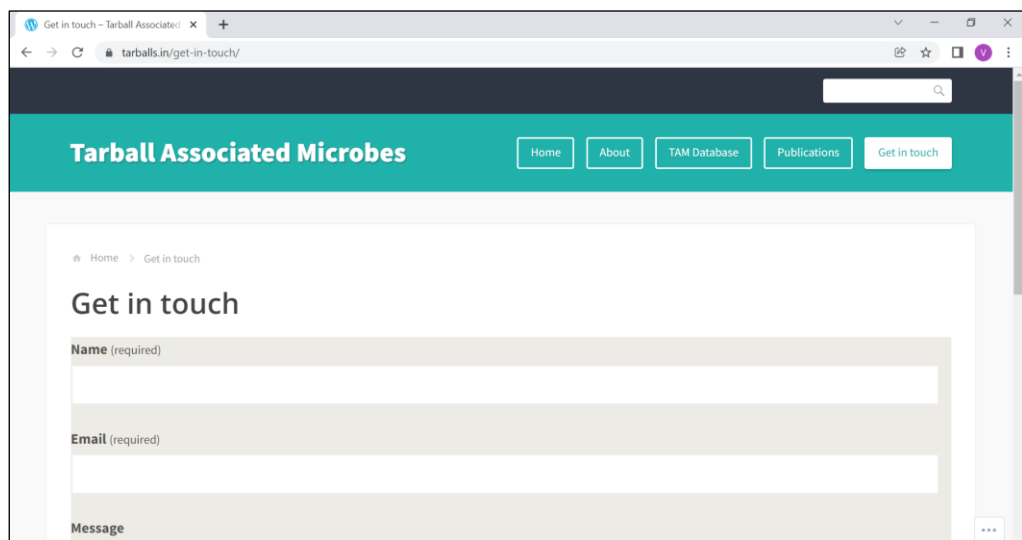 Get in touch – Tarball Associated
tarballs.in/get-in-touch/
V
Tarball Associated Microbes
Home
About
TAM Database
Publications
Get in touch
Home > Get in touch
Get in touch
Name (required)
Email (required)
Message